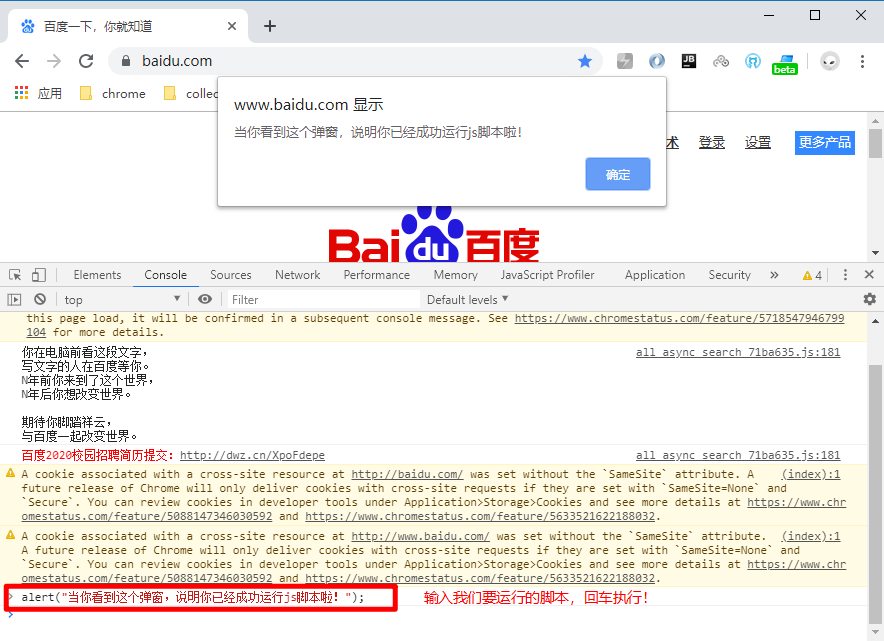 百度一下，你就知道
baidu.com
JB
beta
应用
chrome
collec
www.baidu.com 显示
当你看到这个弹窗，说明你已经成功运行js脚本啦！
确定
术 登录 设置 更多产品
Bai du 百度
Elements Console Sources Network Performance Memory JavaScript Profiler Application Security » 4
top Filter Default levels
this page load, it will be confirmed in a subsequent console message. See https://www.chromestatus.com/feature/5718547946799
104 for more details.
你在电脑前看这段文字， all_async_search_71ba635.js:181
写文字的人在百度等你。
N年前你来到了这个世界，
N年后你想改变世界。
期待你脚踏祥云，
与百度一起改变世界。
百度2020校园招聘简历提交：http://dwz.cn/XpoFdepe all_async_search_71ba635.js:181
A cookie associated with a cross-site resource at http://baidu.com/ was set without the `SameSite` attribute. A (index):1
future release of Chrome will only deliver cookies with cross-site requests if they are set with `SameSite=None` and
`Secure`. You can review cookies in developer tools under Application>Storage>Cookies and see more details at https://www.chr
omestatus.com/feature/5088147346030592 and https://www.chromestatus.com/feature/5633521622188032.
A cookie associated with a cross-site resource at http://www.baidu.com/ was set without the `SameSite` attribute. (index):1
A future release of Chrome will only deliver cookies with cross-site requests if they are set with `SameSite=None` and
`Secure`. You can review cookies in developer tools under Application>Storage>Cookies and see more details at https://www.chr
omestatus.com/feature/5088147346030592 and https://www.chromestatus.com/feature/5633521622188032.
> alert("当你看到这个弹窗，说明你已经成功运行js脚本啦！"); 输入我们要运行的脚本，回车执行！
>